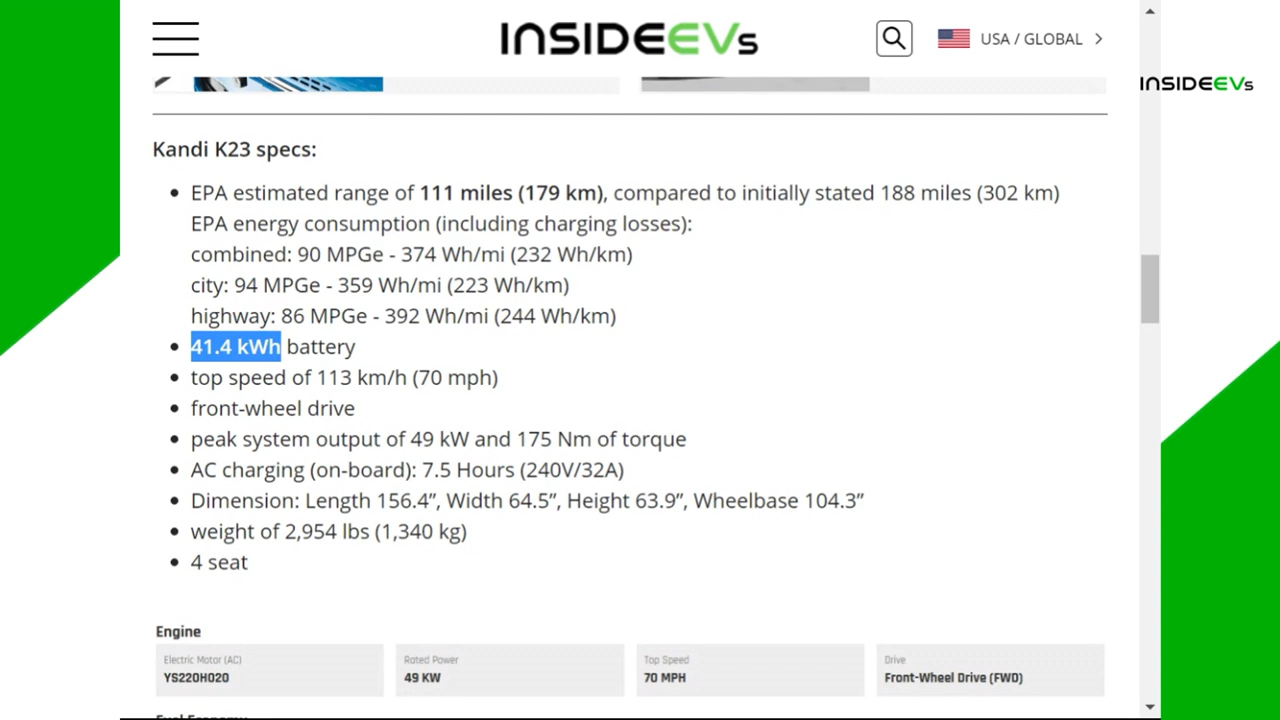 INSIDEEVs
USA / GLOBAL
INSIDEEVs
Kandi K23 specs:
EPA estimated range of 111 miles (179 km), compared to initially stated 188 miles (302 km)
EPA energy consumption (including charging losses):
combined: 90 MPGe - 374 Wh/mi (232 Wh/km)
city: 94 MPGe - 359 Wh/mi (223 Wh/km)
highway: 86 MPGe - 392 Wh/mi (244 Wh/km)
41.4 kWh battery
top speed of 113 km/h (70 mph)
front-wheel drive
peak system output of 49 kW and 175 Nm of torque
AC charging (on-board): 7.5 Hours (240V/32A)
Dimension: Length 156.4”, Width 64.5”, Height 63.9”, Wheelbase 104.3”
weight of 2,954 lbs (1,340 kg)
4 seat
Engine
Electric Motor (AC)
YS220H020
Rated Power
49 KW
Top Speed
70 MPH
Drive
Front-Wheel Drive (FWD)